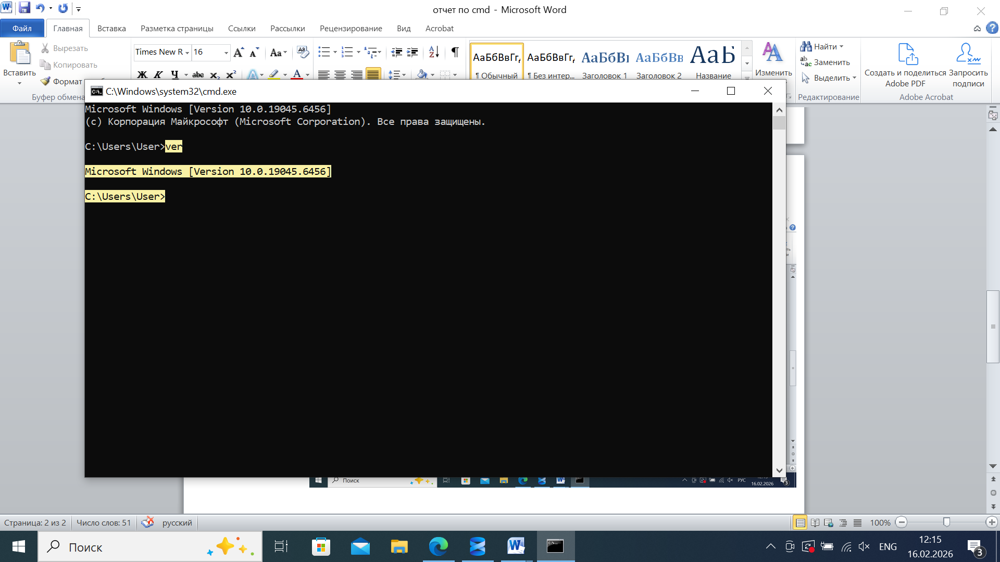 отчет по cmd - Microsoft Word
Файл Главная Вставка Разметка страницы Ссылки Рассылки Рецензирование Вид Acrobat
Вставить
Вырезать
Копировать
Формат
Буфер обмена
Times New R 16
Ж К Ч abc
АаБбВвГг, АаБбВвГг, АаБбВı АаБбВв АаБ
¶ Обычный ¶ Без интер... Заголовок 1 Заголовок 2 Название
Изменить
Найти
Заменить
Выделить
Редактирование
Создать и поделиться Adobe PDF
Запросить подписи
Adobe Acrobat
C:\Windows\system32\cmd.exe
Microsoft Windows [Version 10.0.19045.6456]
(c) Корпорация Майкрософт (Microsoft Corporation). Все права защищены.
C:\Users\User>ver
Microsoft Windows [Version 10.0.19045.6456]
C:\Users\User>
Поиск
РУС
16.02.2026
3
Страница: 2 из 2 Число слов: 51 русский
100%
Поиск
ENG
12:15
16.02.2026
3